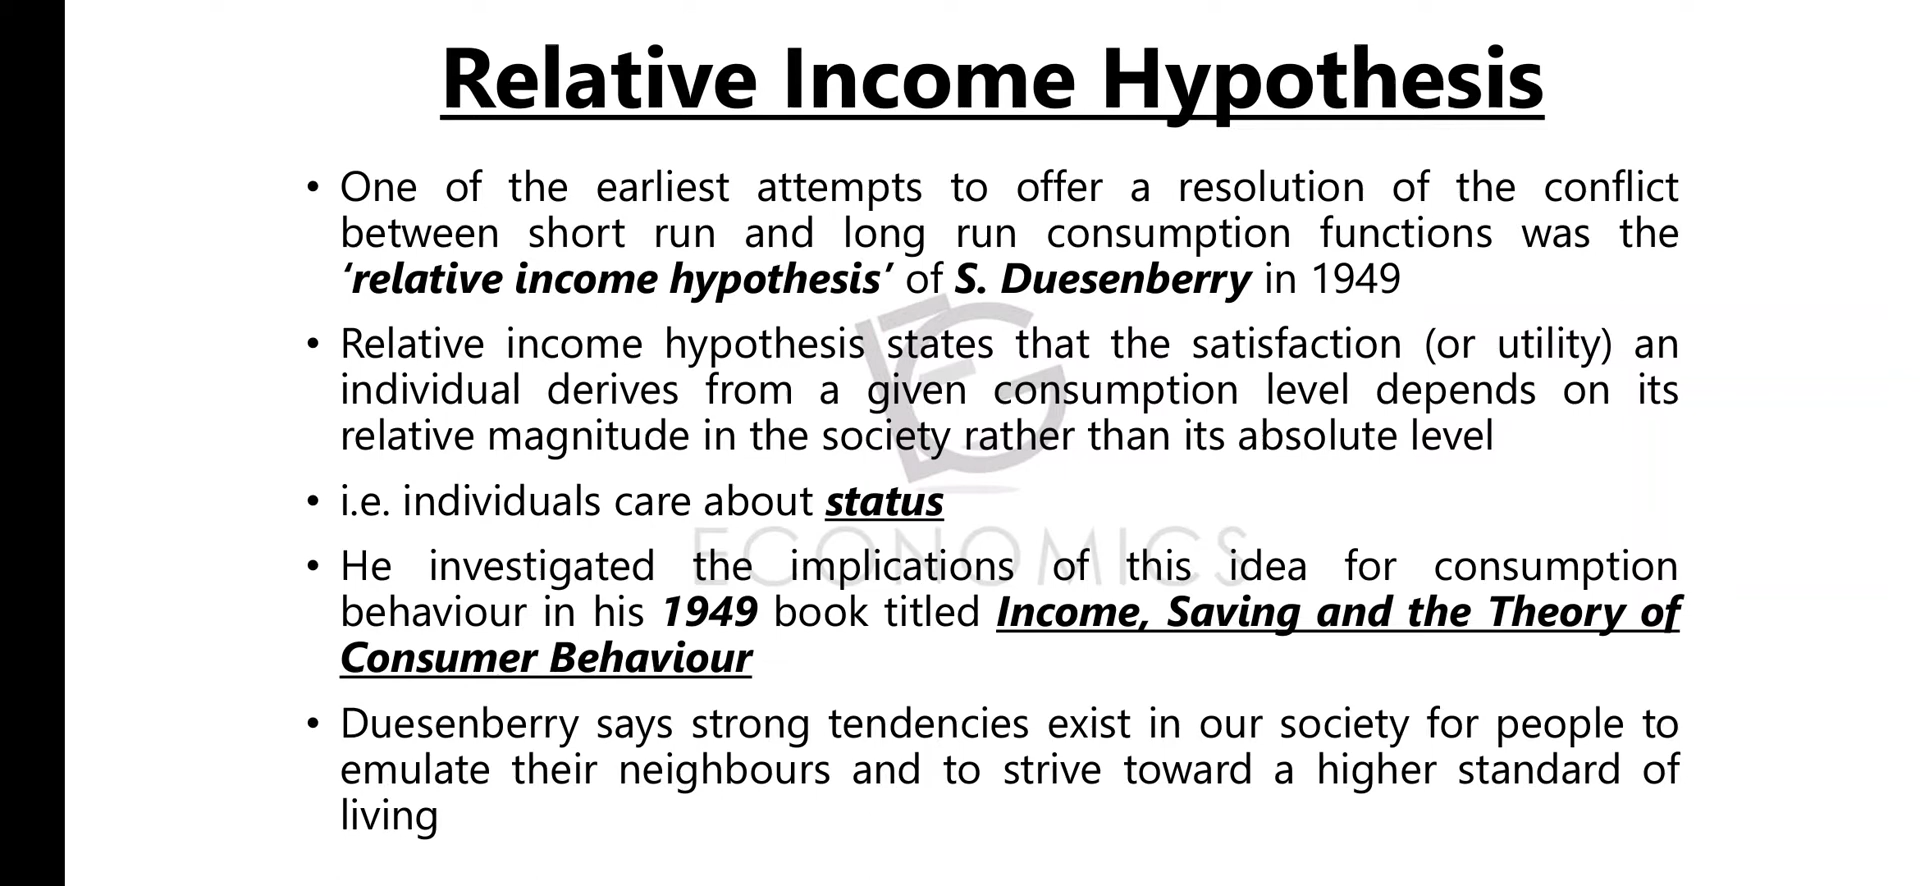 Relative Income Hypothesis
• One of the earliest attempts to offer a resolution of the conflict
between short run and long run consumption functions was the
‘relative income hypothesis’ of S. Duesenberry in 1949
• Relative income hypothesis states that the satisfaction (or utility) an
individual derives from a given consumption level depends on its
relative magnitude in the society rather than its absolute level
• i.e. individuals care about status
ECONOMICS
• He investigated the implications of this idea for consumption
behaviour in his 1949 book titled Income, Saving and the Theory of
Consumer Behaviour
• Duesenberry says strong tendencies exist in our society for people to
emulate their neighbours and to strive toward a higher standard of
living